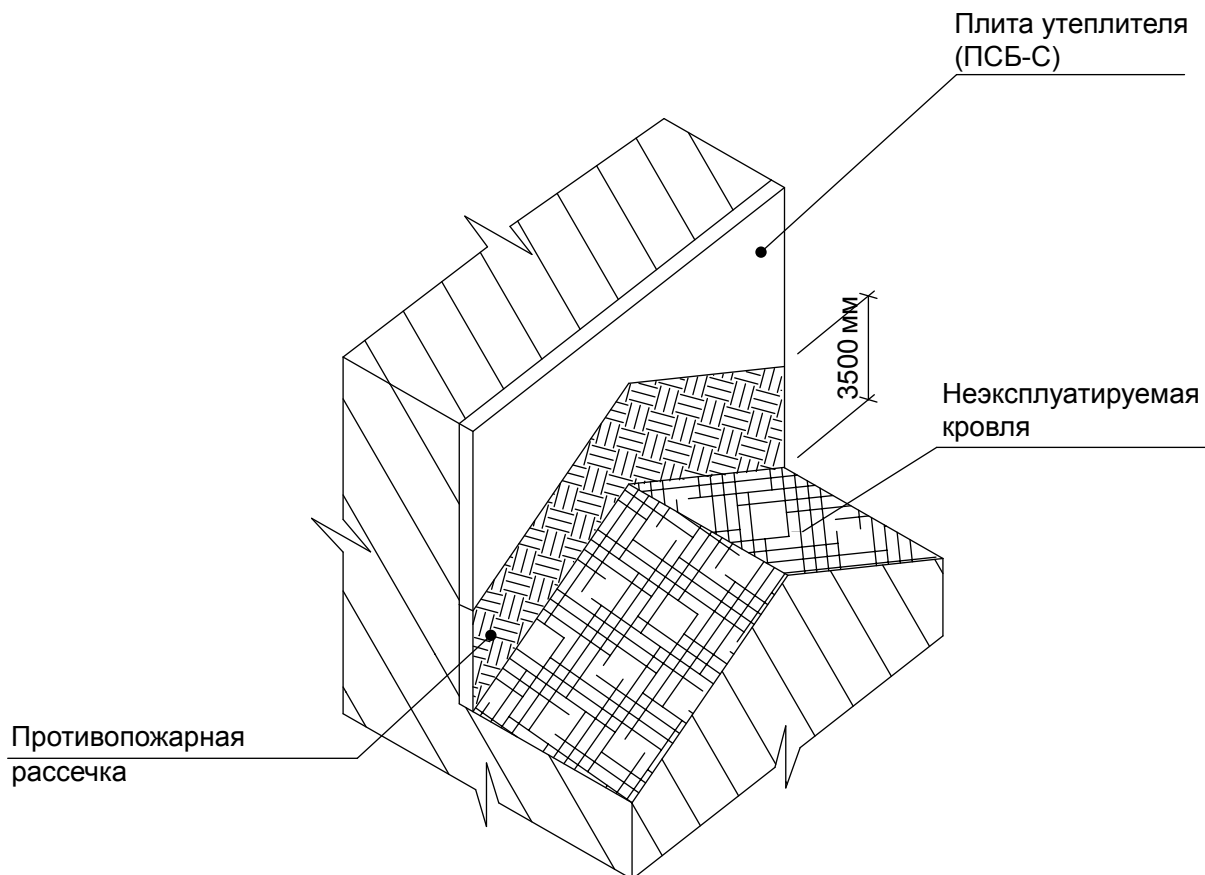 Плита утеплителя
(ПСБ-С)
3500 мм
Неэксплуатируемая
кровля
Противопожарная
рассечка